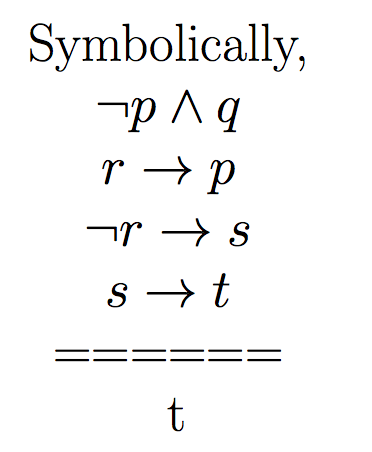 Symbolically,
¬p ∧ q
r → p
¬r → s
s → t
======
t